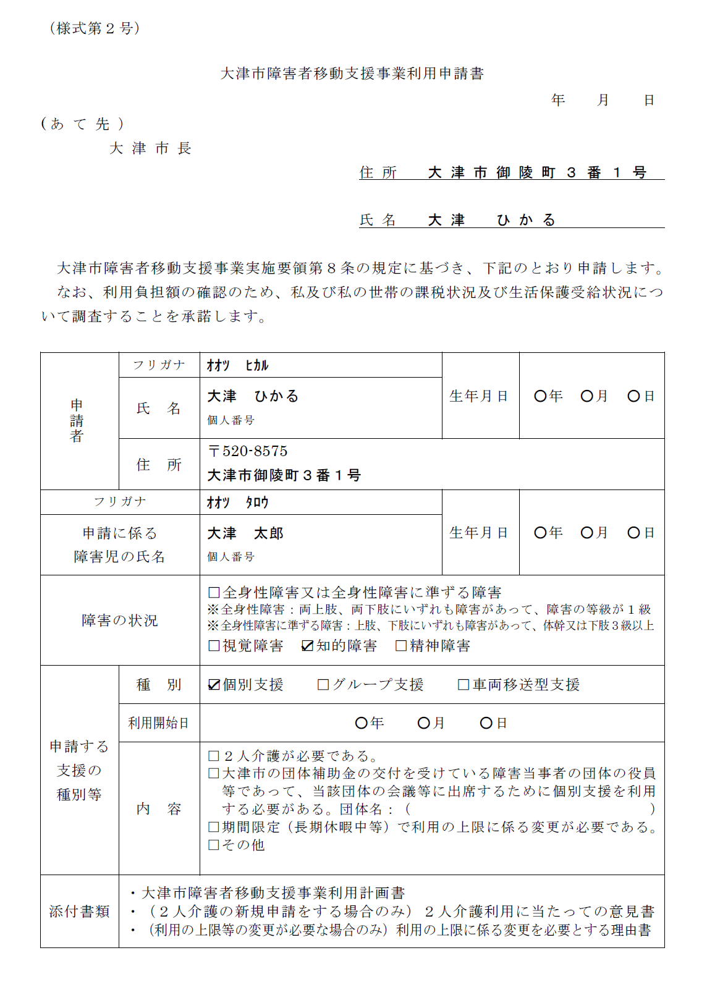 （様式第２号）
大津市障害者移動支援事業利用申請書
年　　月　　日
(あて先)
大津市長
住所　大津市御陵町３番１号
氏名　大津　ひかる
大津市障害者移動支援事業実施要領第８条の規定に基づき、下記のとおり申請します。
なお、利用負担額の確認のため、私及び私の世帯の課税状況及び生活保護受給状況につ
いて調査することを承諾します。
申請者
フリガナ　ｵｵﾂ　ﾋｶﾙ
氏　名　大津　ひかる
個人番号
生年月日　〇年　〇月　〇日
住　所　〒520-8575
大津市御陵町３番１号
フリガナ　ｵｵﾂ　ﾀﾛｳ
申請に係る
障害児の氏名
大津　太郎
個人番号
生年月日　〇年　〇月　〇日
障害の状況
□全身性障害又は全身性障害に準ずる障害
※全身性障害：両上肢、両下肢にいずれも障害があって、障害の等級が１級
※全身性障害に準ずる障害：上肢、下肢にいずれも障害があって、体幹又は下肢３級以上
□視覚障害　☑知的障害　□精神障害
申請する
支援の
種別等
種　別　☑個別支援　　□グループ支援　　□車両移送型支援
利用開始日　〇年　　〇月　　〇日
内　容
□２人介護が必要である。
□大津市の団体補助金の交付を受けている障害当事者の団体の役員
等であって、当該団体の会議等に出席するために個別支援を利用
する必要がある。団体名：（　　　　　　　　　　　　　　　）
□期間限定（長期休暇中等）で利用の上限に係る変更が必要である。
□その他
添付書類
・大津市障害者移動支援事業利用計画書
・（２人介護の新規申請をする場合のみ）２人介護利用に当たっての意見書
・（利用の上限等の変更が必要な場合のみ）利用の上限に係る変更を必要とする理由書